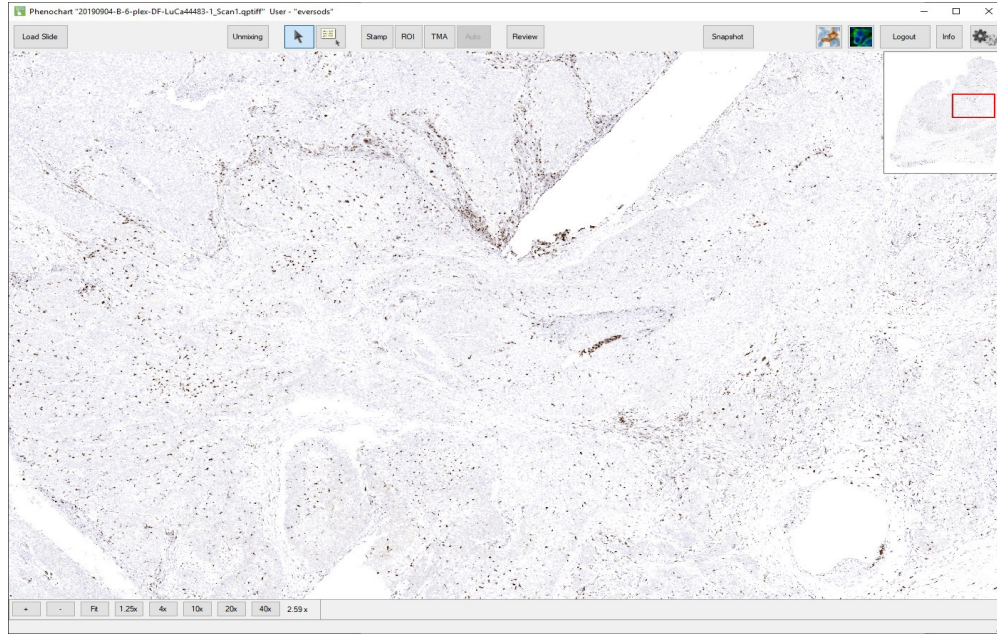 Phenochart "20190904-B-6-plex-DF-LuCa44483-1_Scan1.qptiff" User - "eversods"
Load Slide Unmixing Stamp ROI TMA Auto Review Snapshot Logout Info
+ - Fit 1.25x 4x 10x 20x 40x 2.59 x